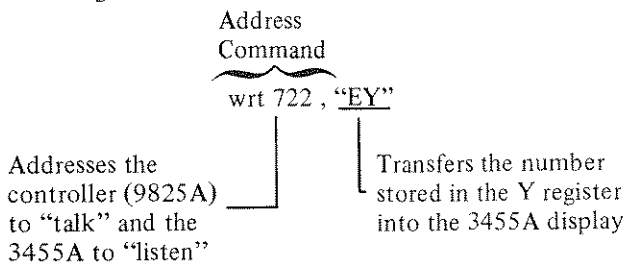 Address
Command
wrt 722 , “EY”
Addresses the
controller (9825A)
to “talk” and the
3455A to “listen”
Transfers the number
stored in the Y register
into the 3455A display